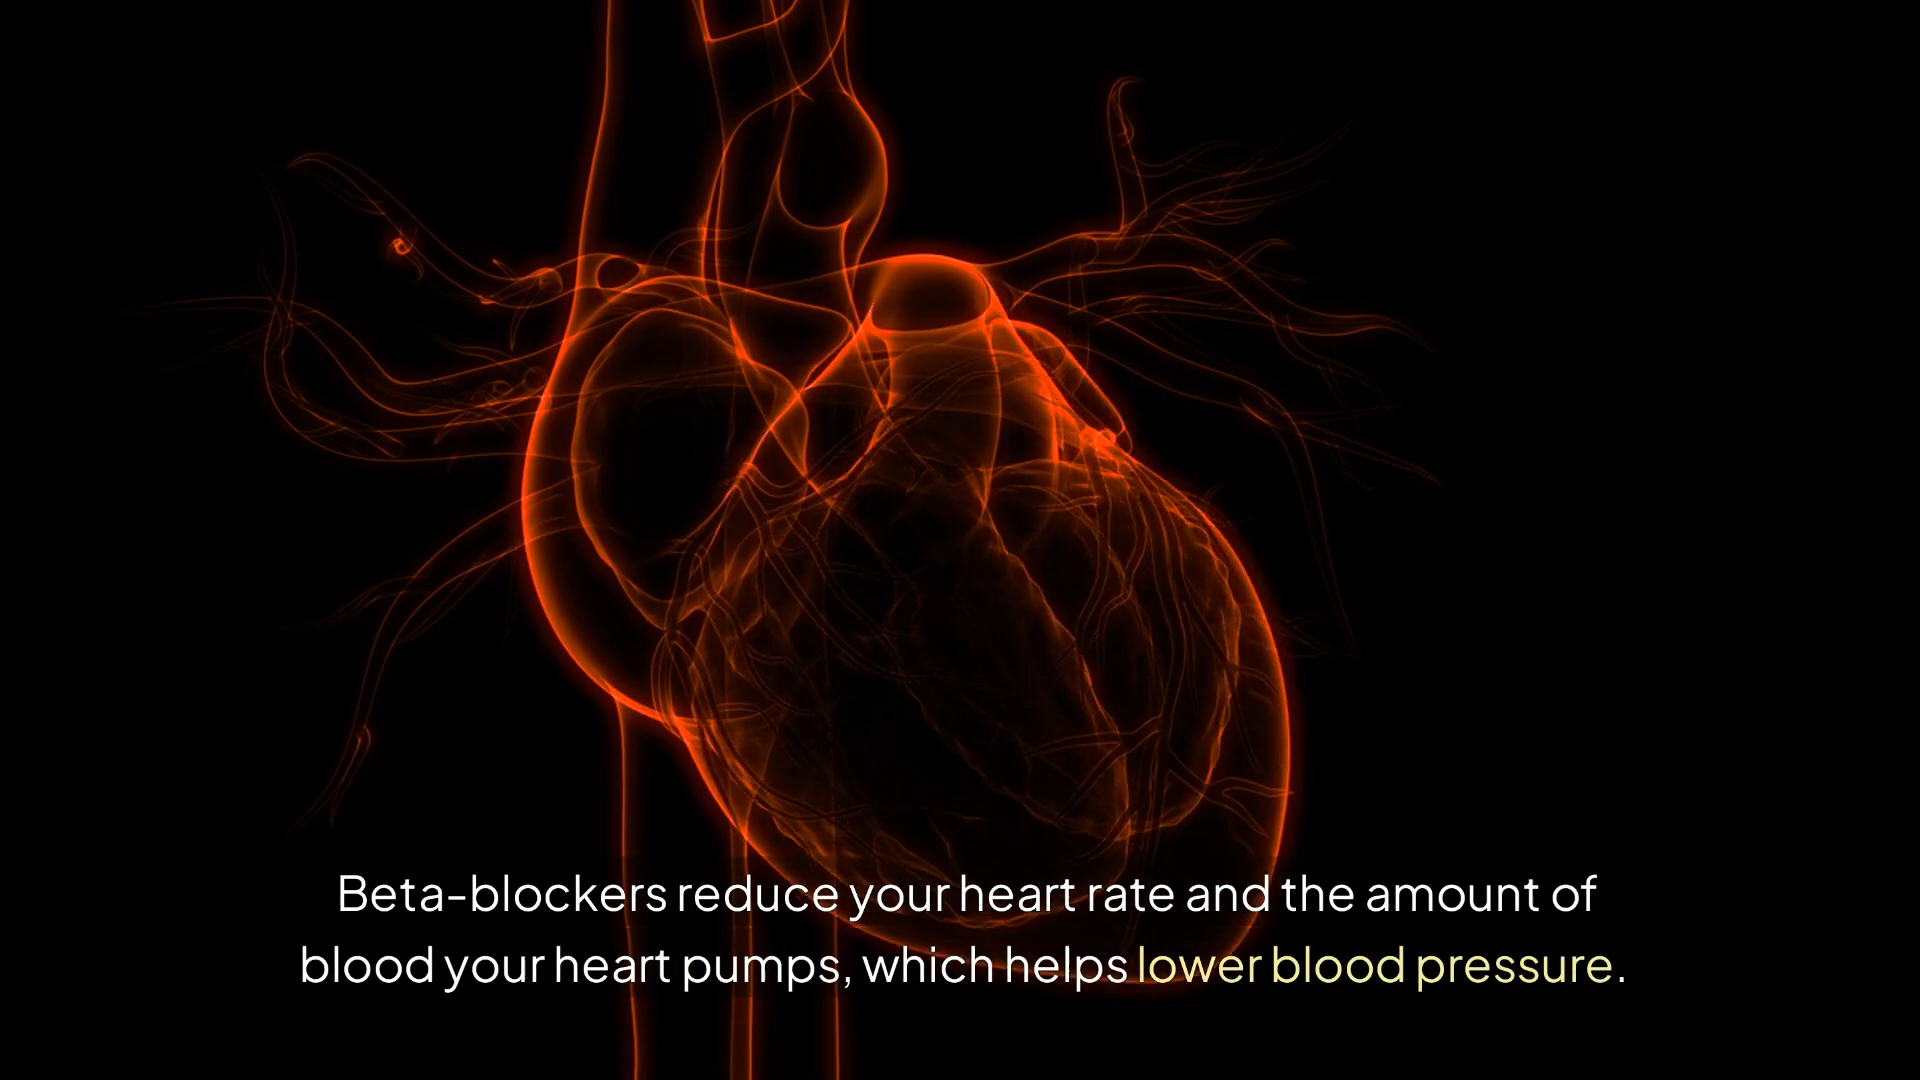 Beta-blockers reduce your heart rate and the amount of
blood your heart pumps, which helps lower blood pressure.